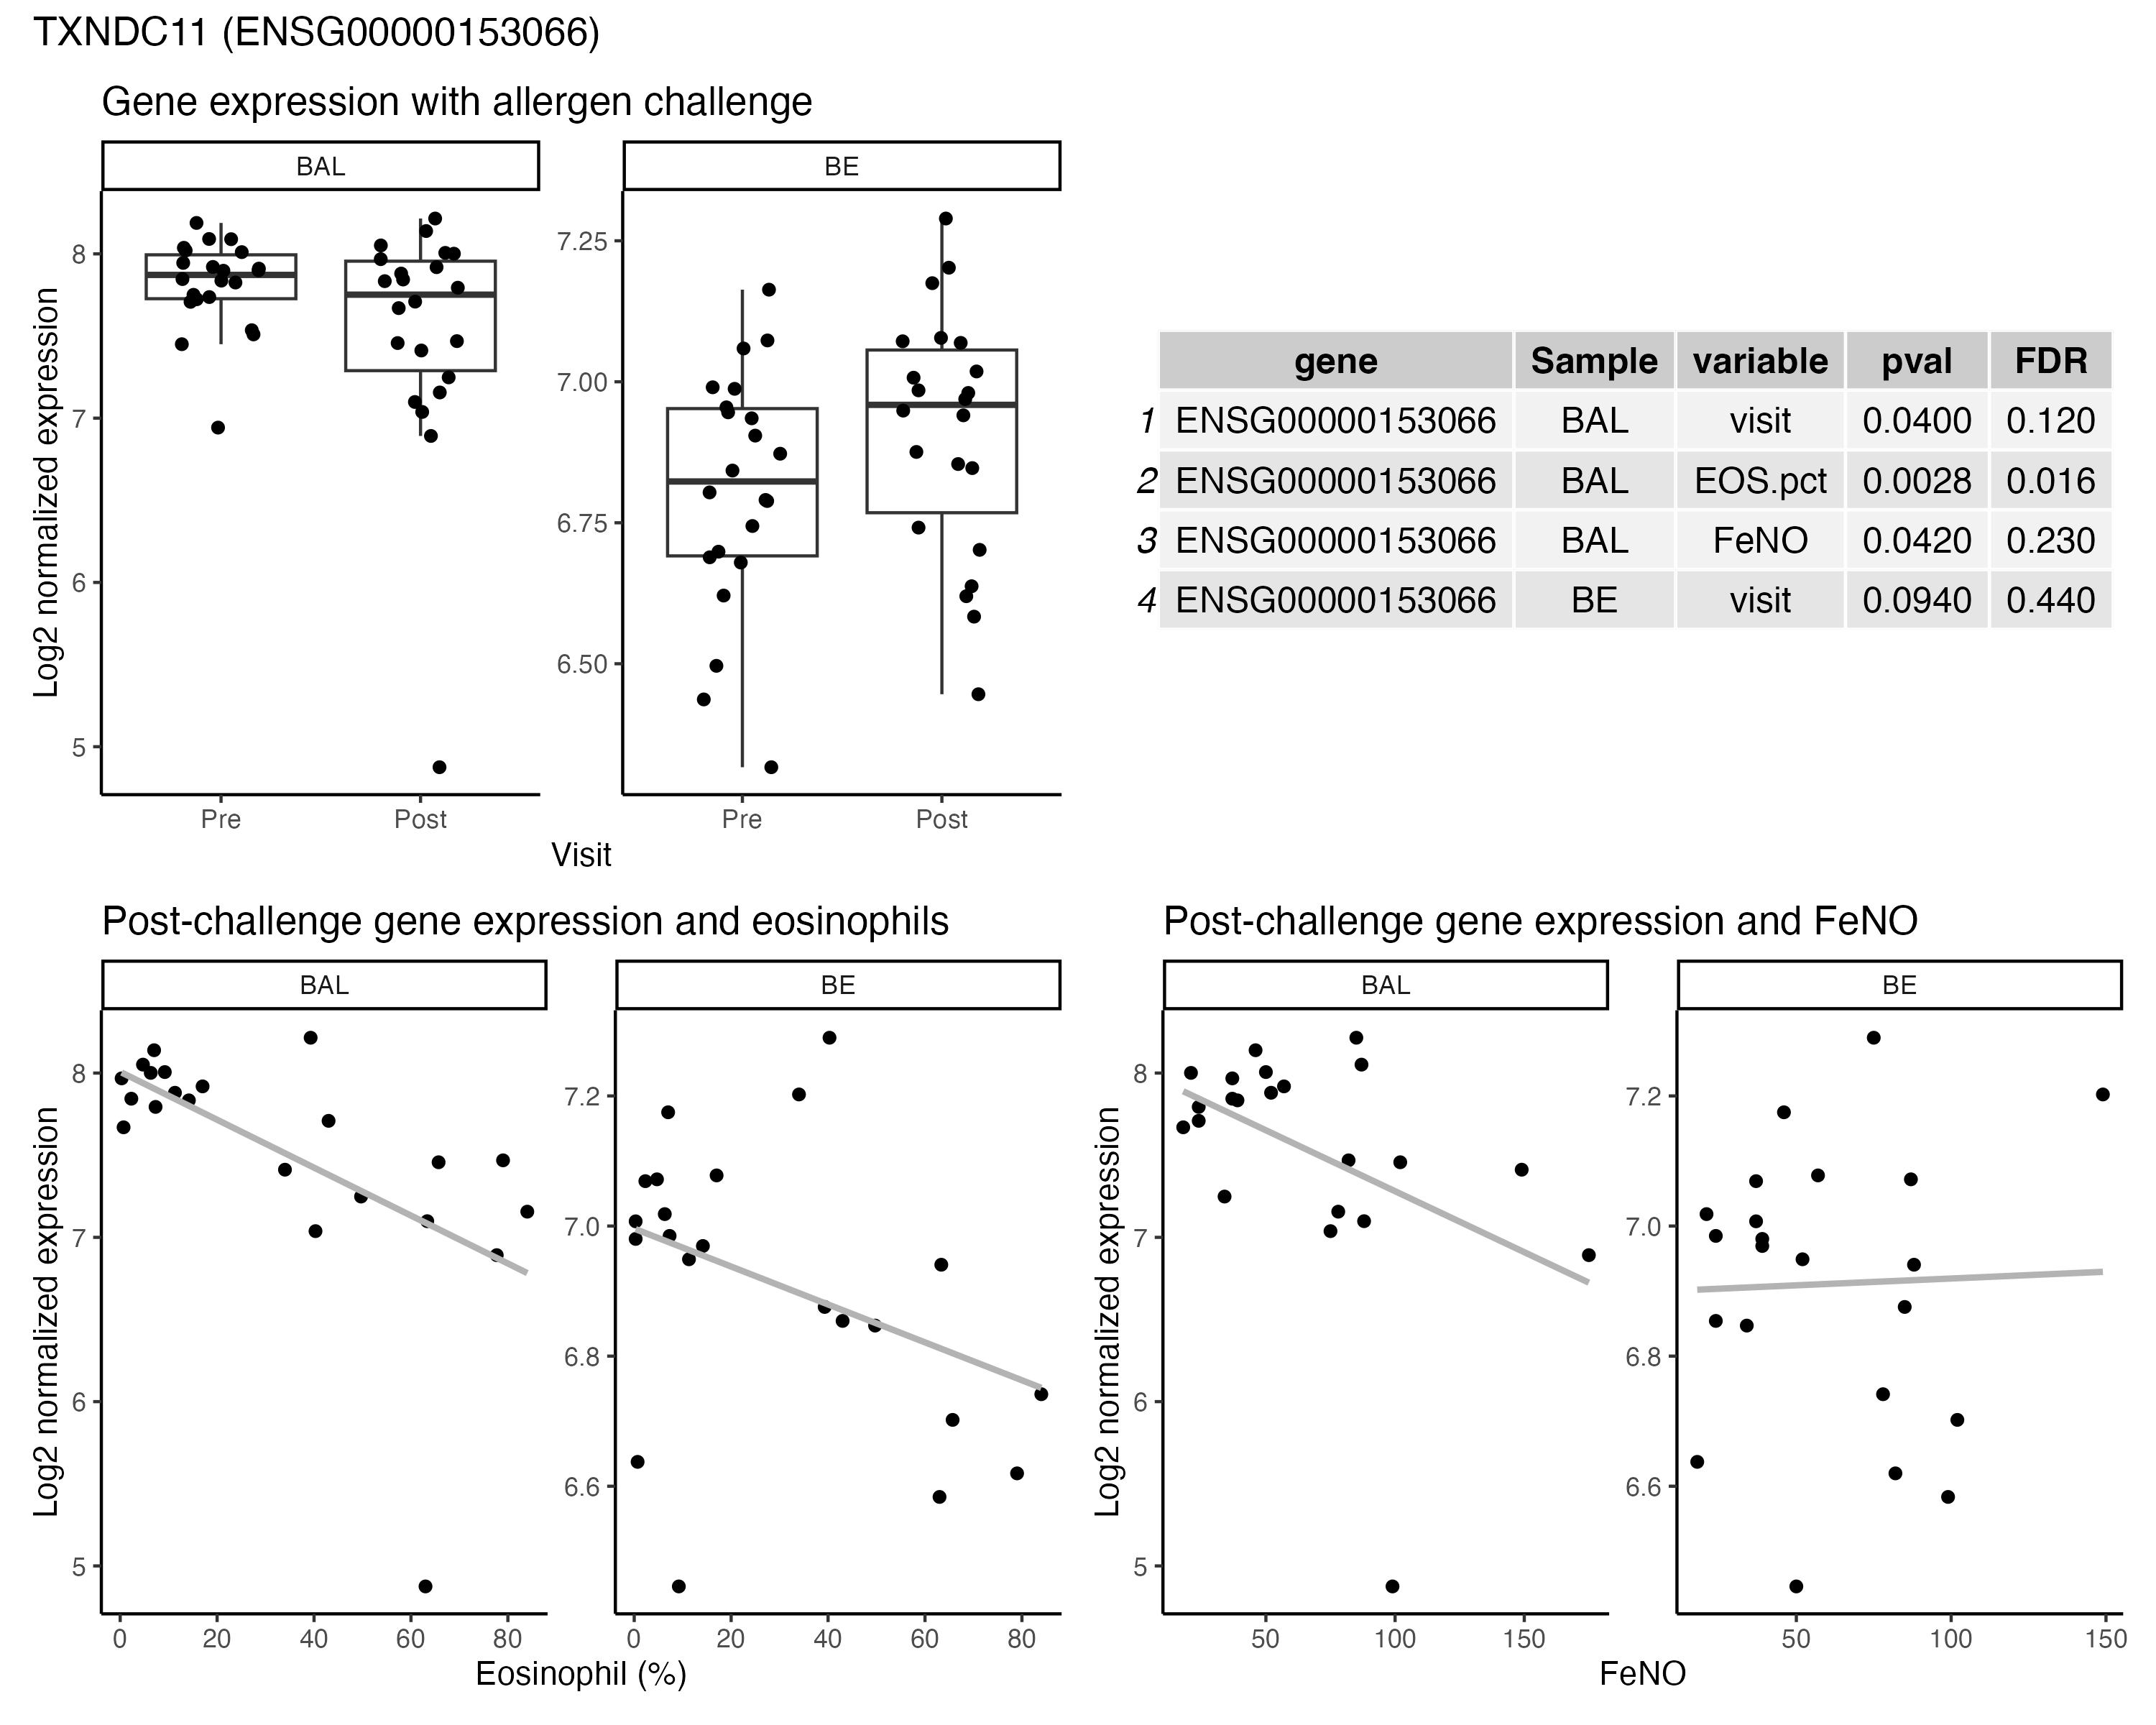 TXNDC11 (ENSG00000153066)
Gene expression with allergen challenge
BAL
BE
Log2 normalized expression
8
7
6
5
7.25
7.00
6.75
6.50
Pre
Post
Pre
Post
Visit
gene Sample variable pval FDR
1 ENSG00000153066 BAL visit 0.0400 0.120
2 ENSG00000153066 BAL EOS.pct 0.0028 0.016
3 ENSG00000153066 BAL FeNO 0.0420 0.230
4 ENSG00000153066 BE visit 0.0940 0.440
Post-challenge gene expression and eosinophils
BAL
BE
Log2 normalized expression
8
7
6
5
7.2
7.0
6.8
6.6
0 20 40 60 80
0 20 40 60 80
Eosinophil (%)
Post-challenge gene expression and FeNO
BAL
BE
Log2 normalized expression
8
7
6
5
7.2
7.0
6.8
6.6
50 100 150
50 100 150
FeNO